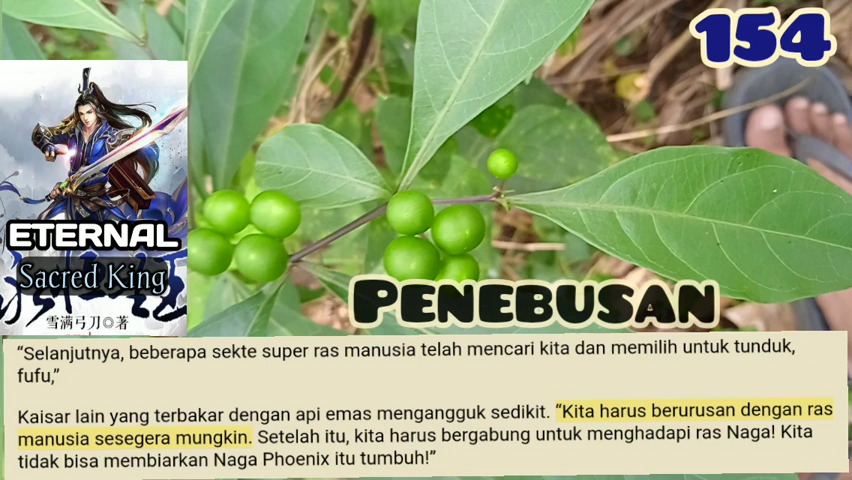 154
ETERNAL
Sacred King
雪满弓刀◎著
PENEBUSAN
“Selanjutnya, beberapa sekte super ras manusia telah mencari kita dan memilih untuk tunduk,
fufu,”
Kaisar lain yang terbakar dengan api emas mengangguk sedikit. “Kita harus berurusan dengan ras
manusia sesegera mungkin. Setelah itu, kita harus bergabung untuk menghadapi ras Naga! Kita
tidak bisa membiarkan Naga Phoenix itu tumbuh!”